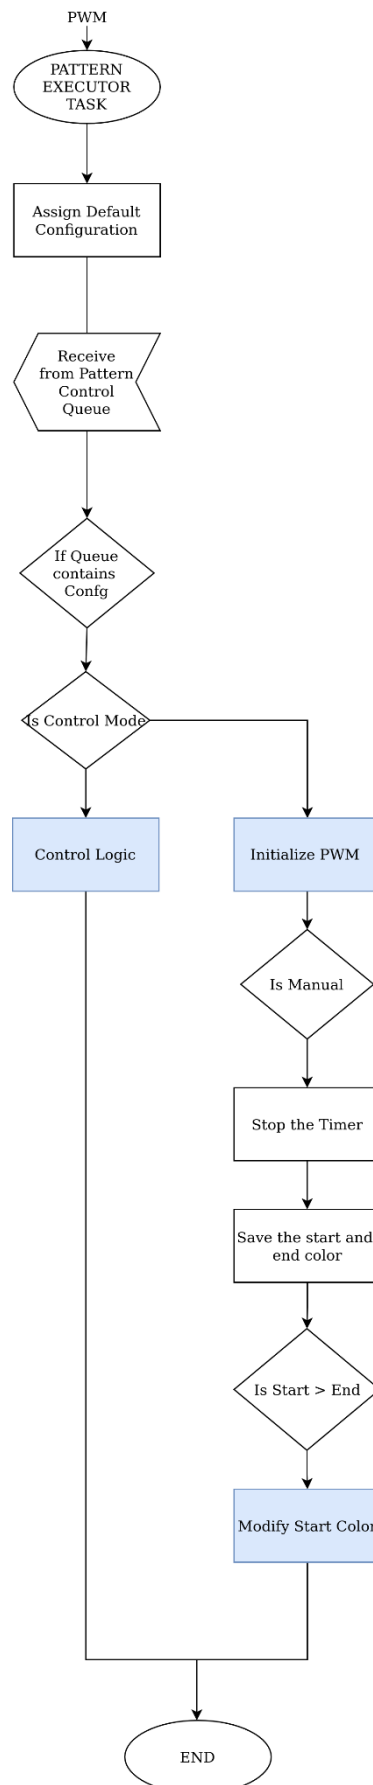 PWM
PATTERN
EXECUTOR
TASK
Assign Default
Configuration
Receive
from Pattern
Control
Queue
If Queue
contains
Confg
Is Control Mode
Control Logic
Initialize PWM
Is Manual
Stop the Timer
Save the start and
end color
Is Start > End
Modify Start Color
END